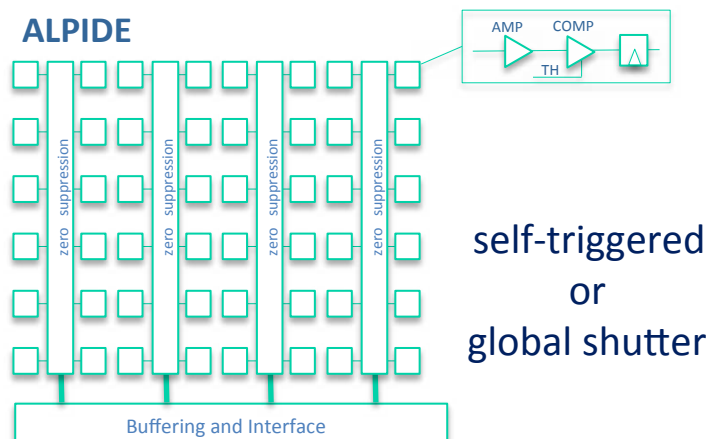 ALPIDE
AMP COMP
TH
zero suppression
zero suppression
zero suppression
zero suppression
self-triggered
or
global shutter
Buffering and Interface